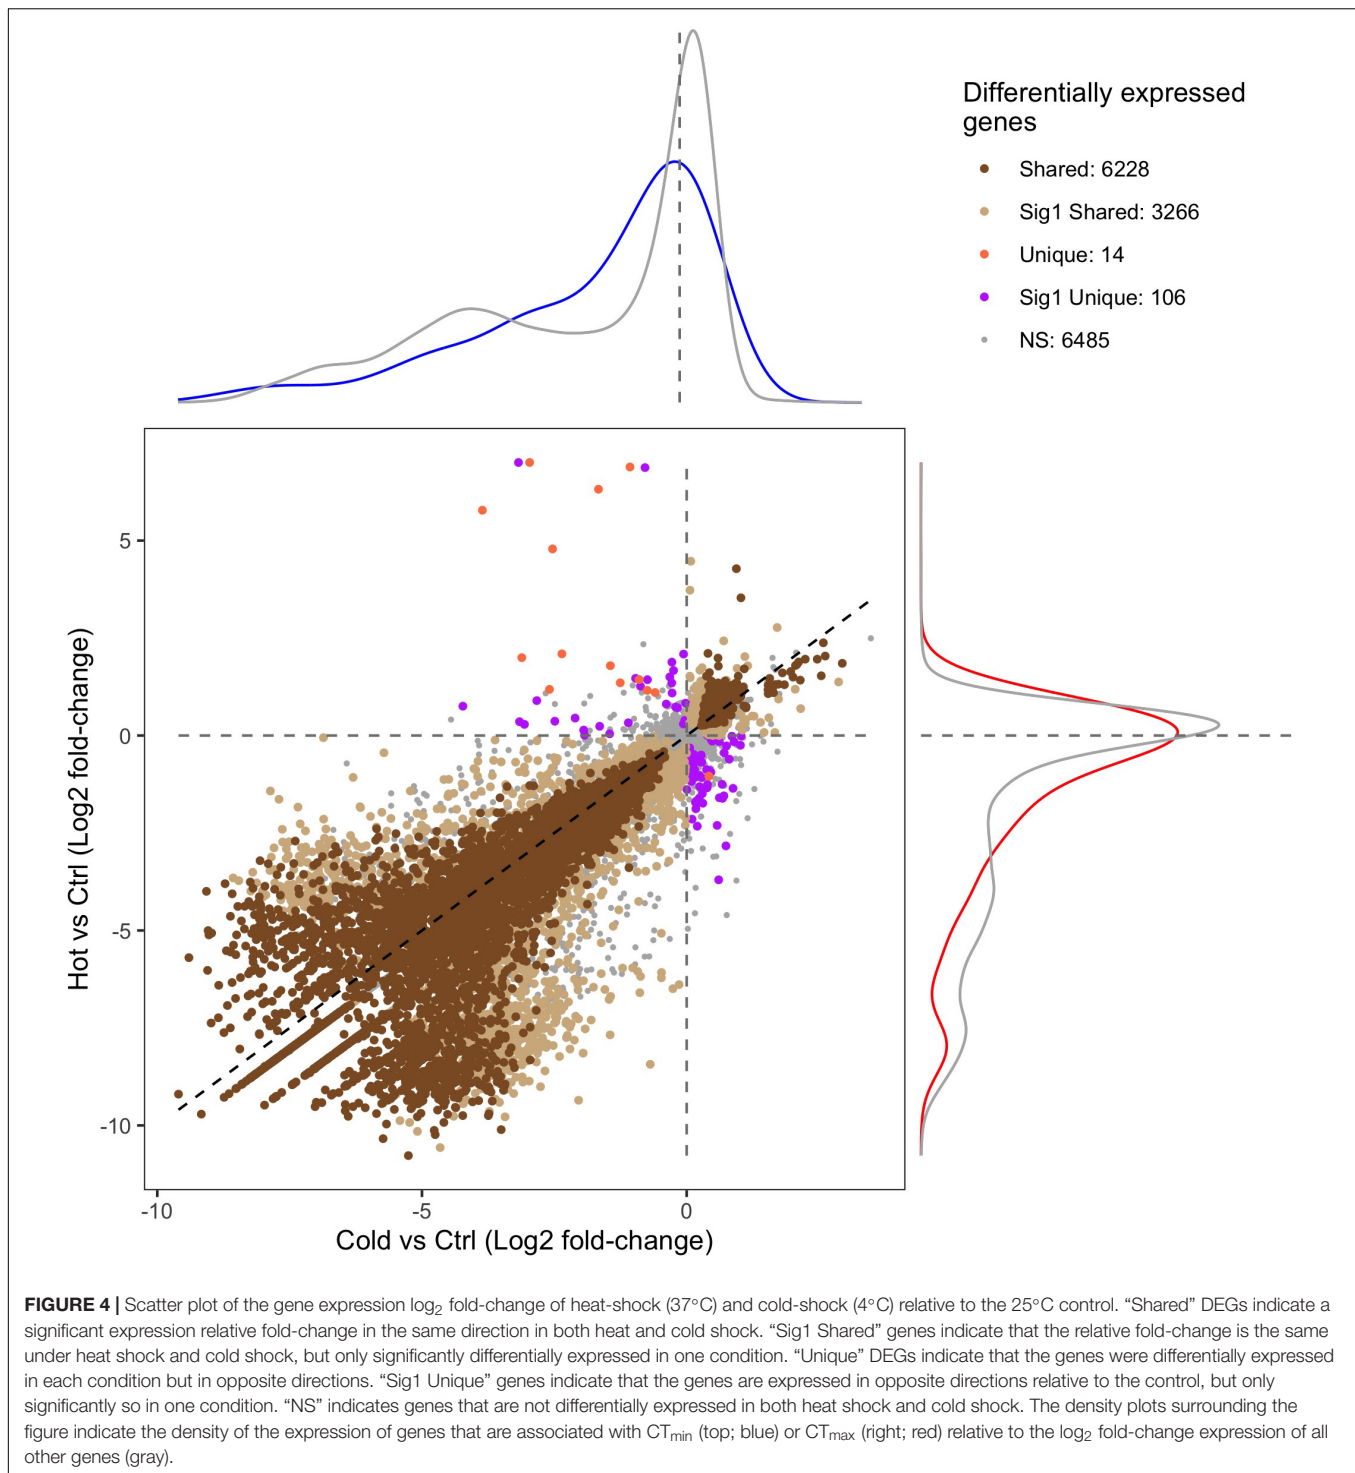 Differentially expressed
genes
Shared: 6228
Sig1 Shared: 3266
Unique: 14
Sig1 Unique: 106
NS: 6485
5
0
-5
-10
Hot vs Ctrl (Log2 fold-change)
-10
-5
0
Cold vs Ctrl (Log2 fold-change)
FIGURE 4 | Scatter plot of the gene expression log₂ fold-change of heat-shock (37°C) and cold-shock (4°C) relative to the 25°C control. “Shared” DEGs indicate a
significant expression relative fold-change in the same direction in both heat and cold shock. “Sig1 Shared” genes indicate that the relative fold-change is the same
under heat shock and cold shock, but only significantly differentially expressed in one condition. “Unique” DEGs indicate that the genes were differentially expressed
in each condition but in opposite directions. “Sig1 Unique” genes indicate that the genes are expressed in opposite directions relative to the control, but only
significantly so in one condition. “NS” indicates genes that are not differentially expressed in both heat shock and cold shock. The density plots surrounding the
figure indicate the density of the expression of genes that are associated with CTmin (top; blue) or CTmax (right; red) relative to the log₂ fold-change expression of all
other genes (gray).